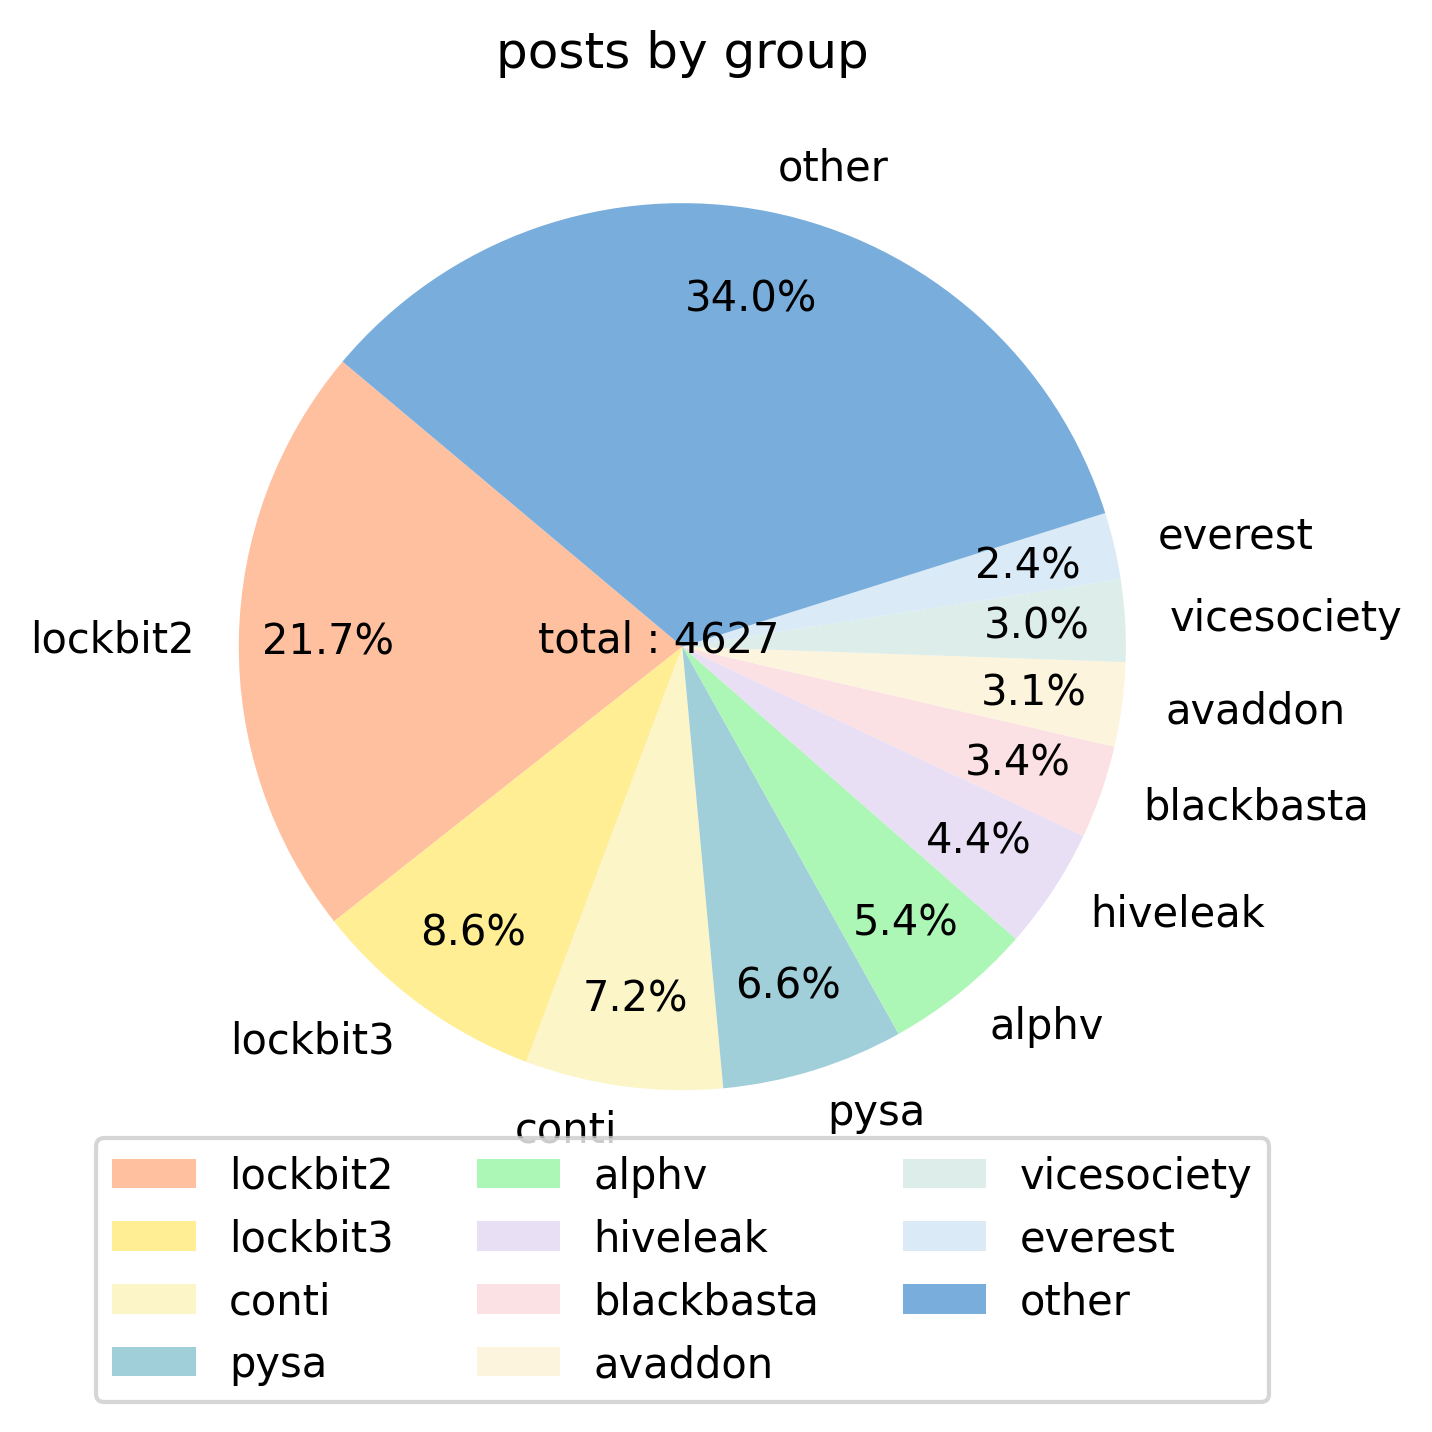 posts by group
other
34.0%
everest
2.4%
vicesociety
3.0%
lockbit2
21.7%
total : 4627
avaddon
3.1%
blackbasta
3.4%
hiveleak
4.4%
alphv
5.4%
pysa
6.6%
conti
7.2%
lockbit3
8.6%
lockbit2
lockbit3
conti
pysa
alphv
hiveleak
blackbasta
avaddon
vicesociety
everest
other